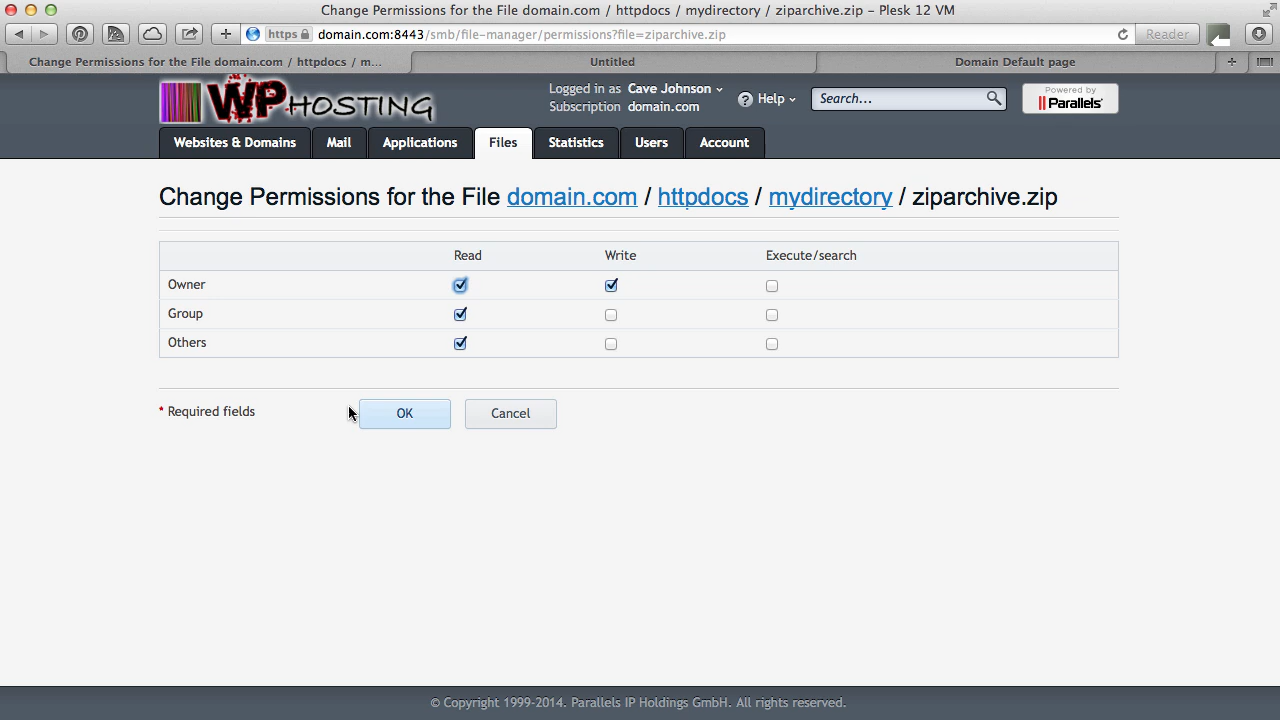 Change Permissions for the File domain.com / httpdocs / mydirectory / ziparchive.zip – Plesk 12 VM
https domain.com:8443/smb/file-manger/permissions?file=ziparchive.zip Reader
Change Permissions for the File domain.com / httpdocs / m... Untitled Domain Default page
WPHOSTING
Logged in as Cave Johnson
Subscription domain.com
Help
Search...
Powered by
Parallels
Websites & Domains Mail Applications Files Statistics Users Account
Change Permissions for the File domain.com / httpdocs / mydirectory / ziparchive.zip
Read Write Execute/search
Owner
Group
Others
* Required fields OK Cancel
© Copyright 1999-2014. Parallels IP Holdings GmbH. All rights reserved.